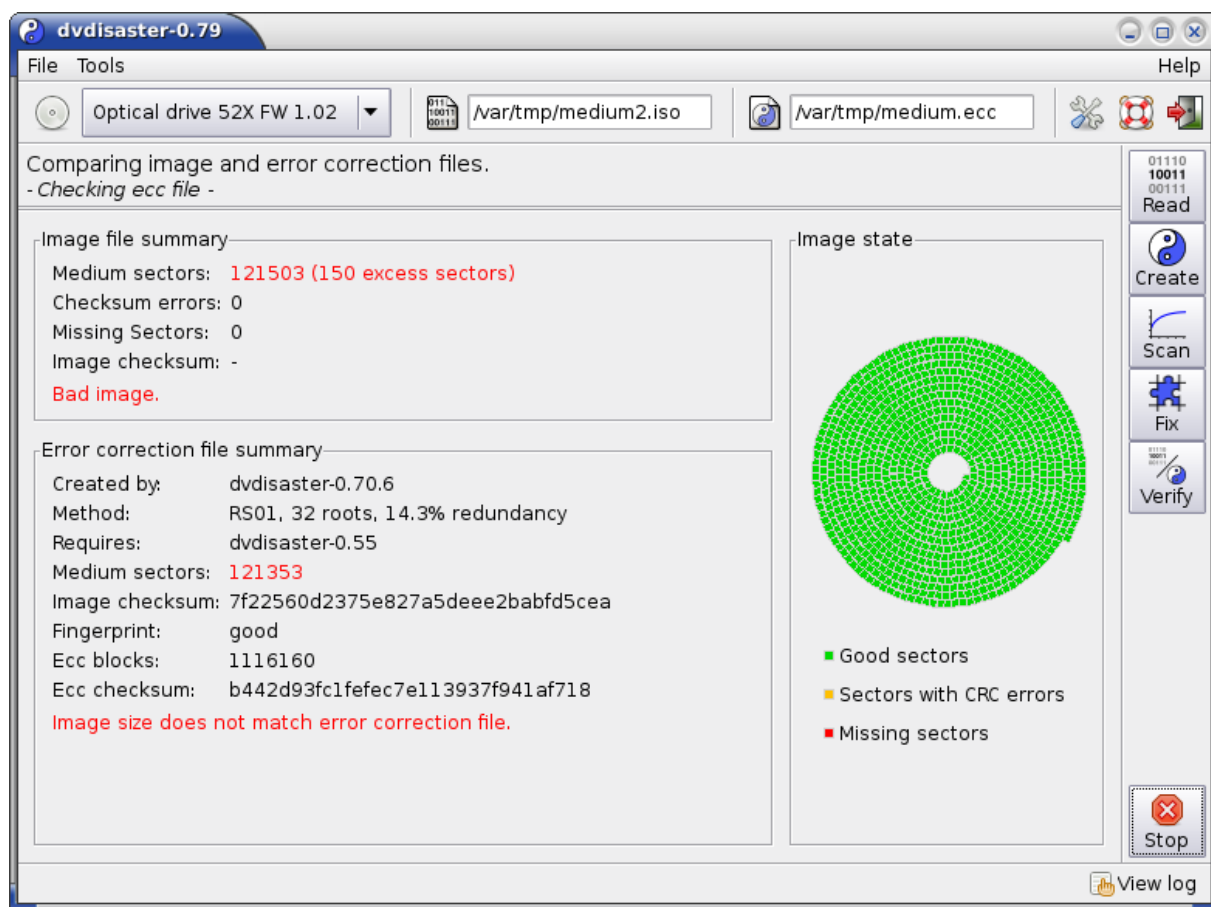 dvdisaster-0.79
File Tools Help
Optical drive 52X FW 1.02 /var/tmp/medium2.iso /var/tmp/medium.ecc
Comparing image and error correction files.
- Checking ecc file -
Image file summary
Medium sectors: 121503 (150 excess sectors)
Checksum errors: 0
Missing Sectors: 0
Image checksum: -
Bad image.
Error correction file summary
Created by: dvdisaster-0.70.6
Method: RS01, 32 roots, 14.3% redundancy
Requires: dvdisaster-0.55
Medium sectors: 121353
Image checksum: 7f22560d2375e827a5deee2babfd5cea
Fingerprint: good
Ecc blocks: 1116160
Ecc checksum: b442d93fc1fefec7e113937f941af718
Image size does not match error correction file.
Image state
Good sectors
Sectors with CRC errors
Missing sectors
01110
10011
00111
Read
Create
Scan
Fix
Verify
Stop
View log